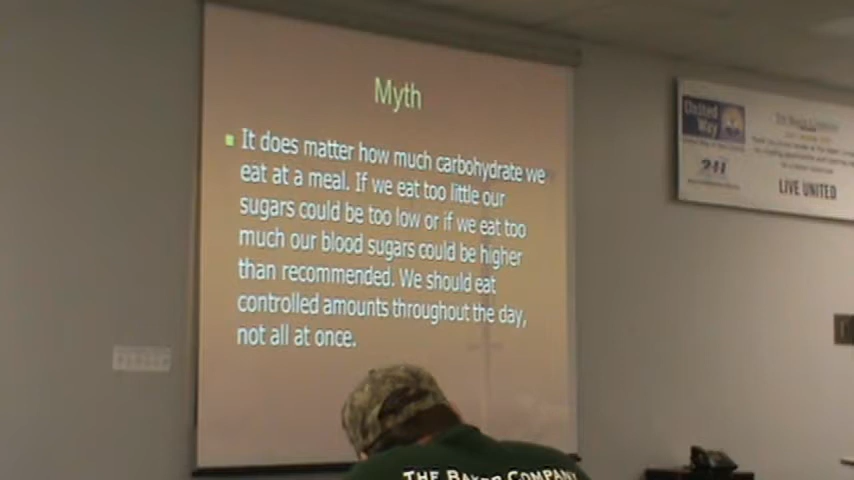 Myth
It does matter how much carbohydrate we
eat at a meal. If we eat too little our
sugars could be too low or if we eat too
much our blood sugars could be higher
than recommended. We should eat
controlled amounts throughout the day,
not all at once.
United
Way
211
LIVE UNITED
THE BAKER COMPANY